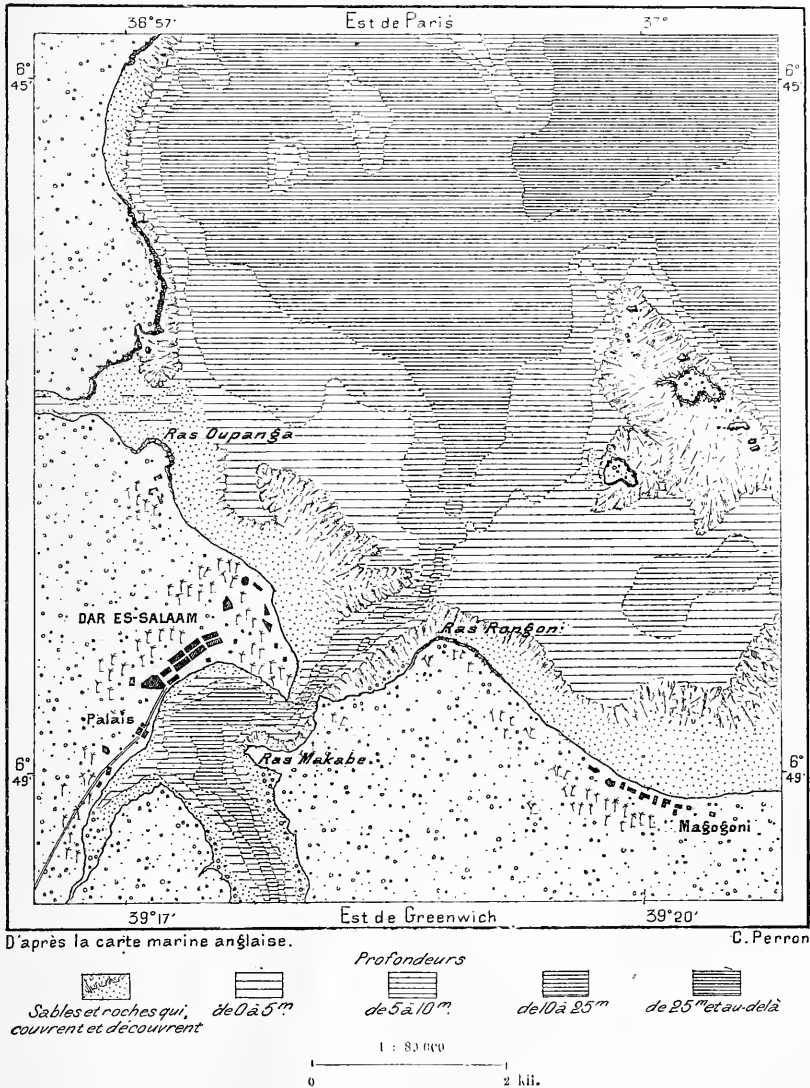 36°57' Est de Paris 37°
6° 45' 6° 45'
Ras Oupanga
DAR ES-SALAAM
Ras Rongoni
Palais
Ras Makabe
6° 49' 6° 49'
Magogoni
39°17' Est de Greenwich 39°20'
D'après la carte marine anglaise. C. Perron
Profondeurs
Sables et roches qui couvrent et découvrent
de 0 à 5m
de 5 à 10m.
de 10 à 25m
de 25m et au-delà
1 : 80 000
0 2 kil.